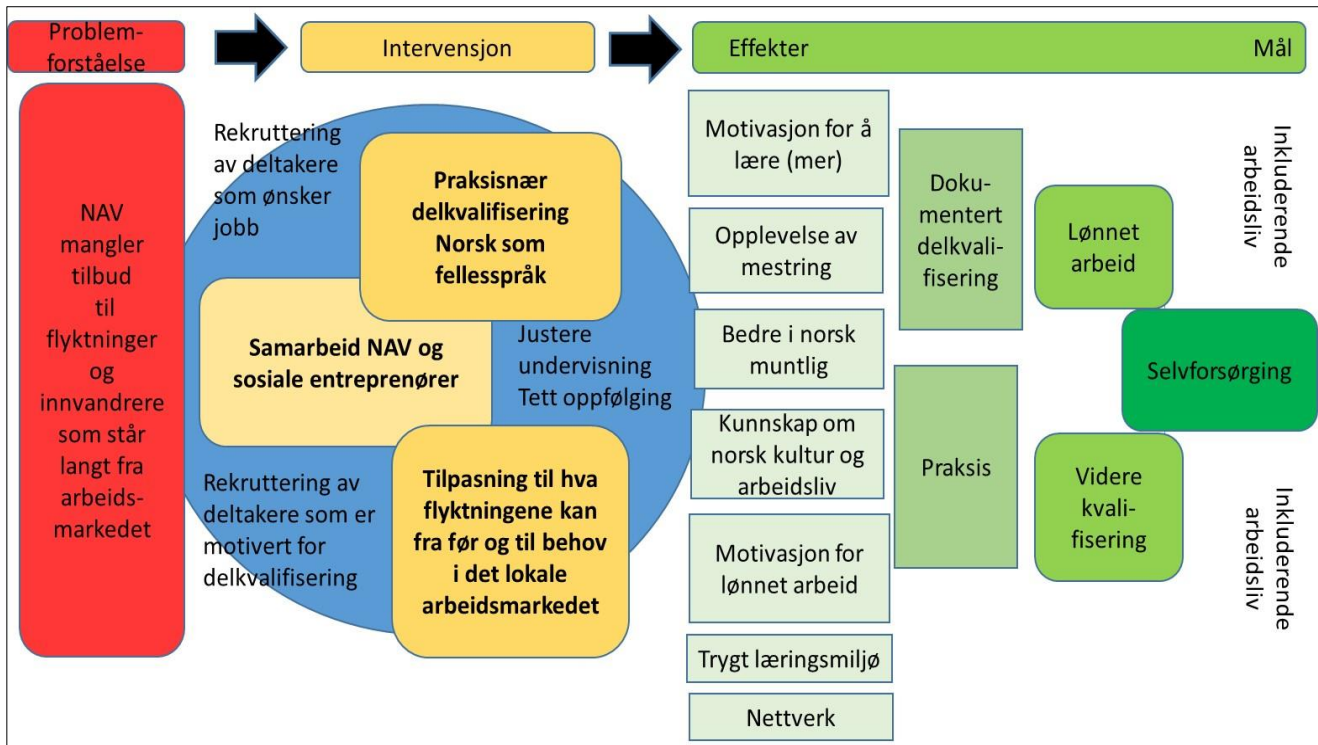 Problem-
forståelse
Intervensjon
Effekter
Mål
NAV
mangler
tilbud
til
flyktninger
og
innvandrere
som står
langt fra
arbeids-
markedet
Rekruttering
av deltakere
som ønsker
jobb
Praksisnær
delkvalifisering
Norsk som
fellesspråk
Samarbeid NAV og
sosiale entreprenører
Justere
undervisning
Tett oppfølging
Rekruttering av
deltakere som er
motivert for
delkvalifisering
Tilpasning til hva
flyktningene kan
fra før og til behov
i det lokale
arbeidsmarkedet
Motivasjon for å
lære (mer)
Opplevelse av
mestring
Bedre i norsk
muntlig
Kunnskap om
norsk kultur og
arbeidsliv
Motivasjon for
lønnet arbeid
Trygt læringsmiljø
Nettverk
Doku-
mentert
delkvali-
fisering
Praksis
Lønnet
arbeid
Videre
kvali-
fisering
Selvforsørging
Inkluderende
arbeidsliv
Inkluderende
arbeidsliv